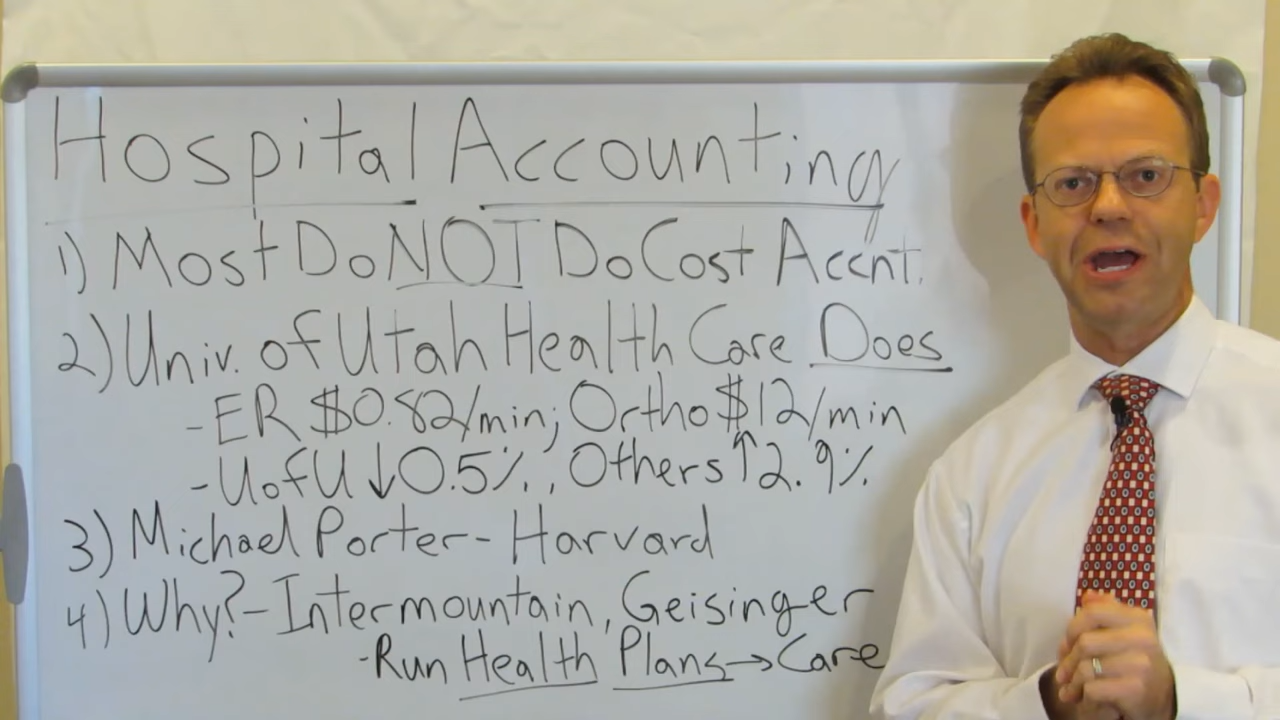 Hospital Accounting
1) Most Do NOT Do Cost Accnt.
2) Univ. of Utah Health Care Does
- ER $0.82/min; Ortho $12/min
- U of U ↓ 0.5%, Others ↑ 2.9%
3) Michael Porter - Harvard
4) Why? - Intermountain, Geisinger
- Run Health Plans → Care